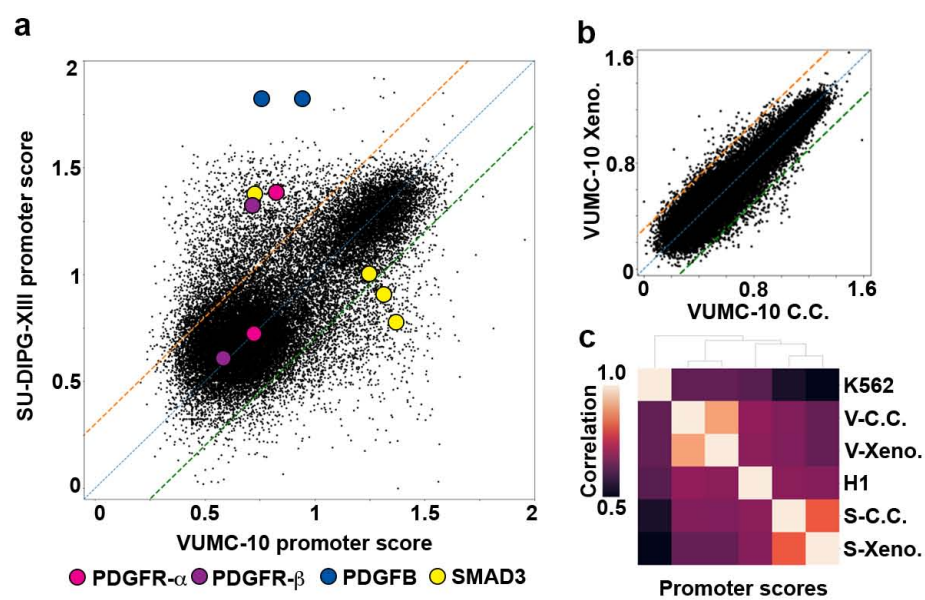 a
SU-DIPG-XIII promoter score
2
1.5
1
0.5
0
0 0.5 1 1.5 2
VUMC-10 promoter score
PDGFR-α PDGFR-β PDGFB SMAD3
b
VUMC-10 Xeno.
1.6
0.8
0
0 0.8 1.6
VUMC-10 C.C.
c
Correlation
1.0
0.5
K562
V-C.C.
V-Xeno.
H1
S-C.C.
S-Xeno.
Promoter scores